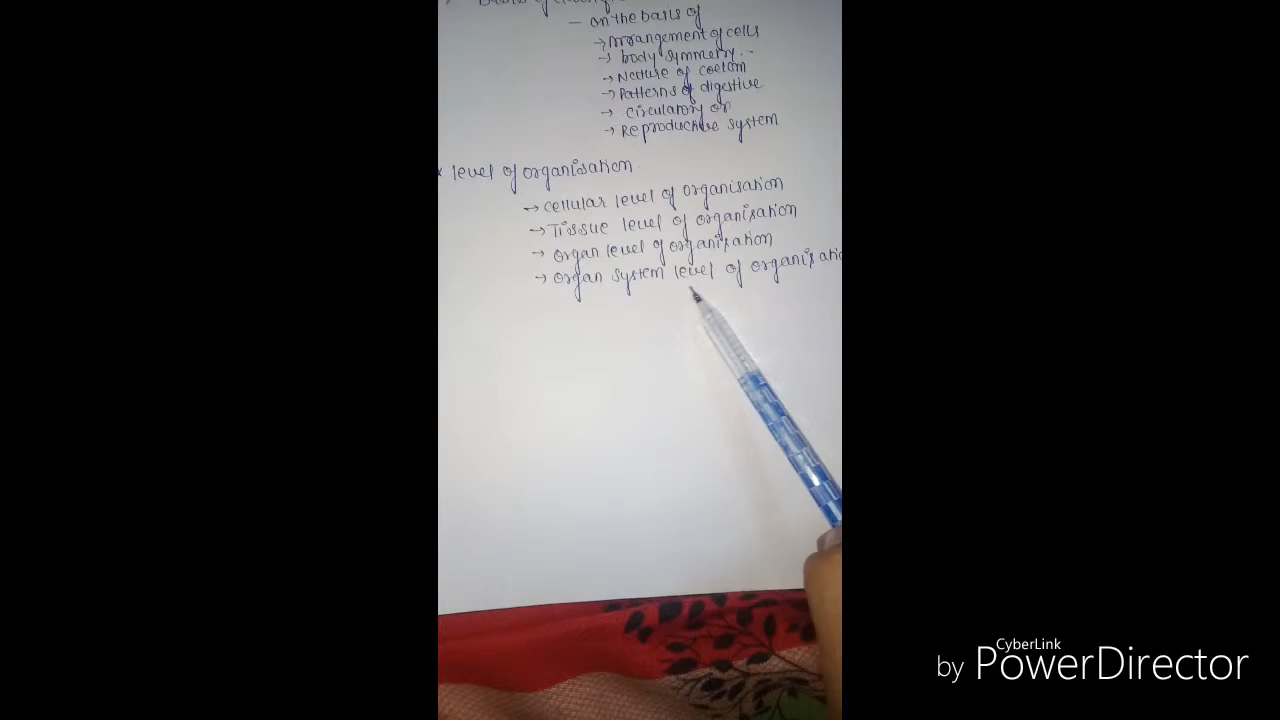 - on the basis of
→ Arrangement of cells
→ body symmetry.-
→ Nature of coelom
→ Patterns of digestive
→ circulatory or
→ Reproductive system
* level of organisation
→ cellular level of organisation
→ Tissue level of organisation
→ organ level of organisation
→ organ system level of organisatio
CyberLink
by PowerDirector